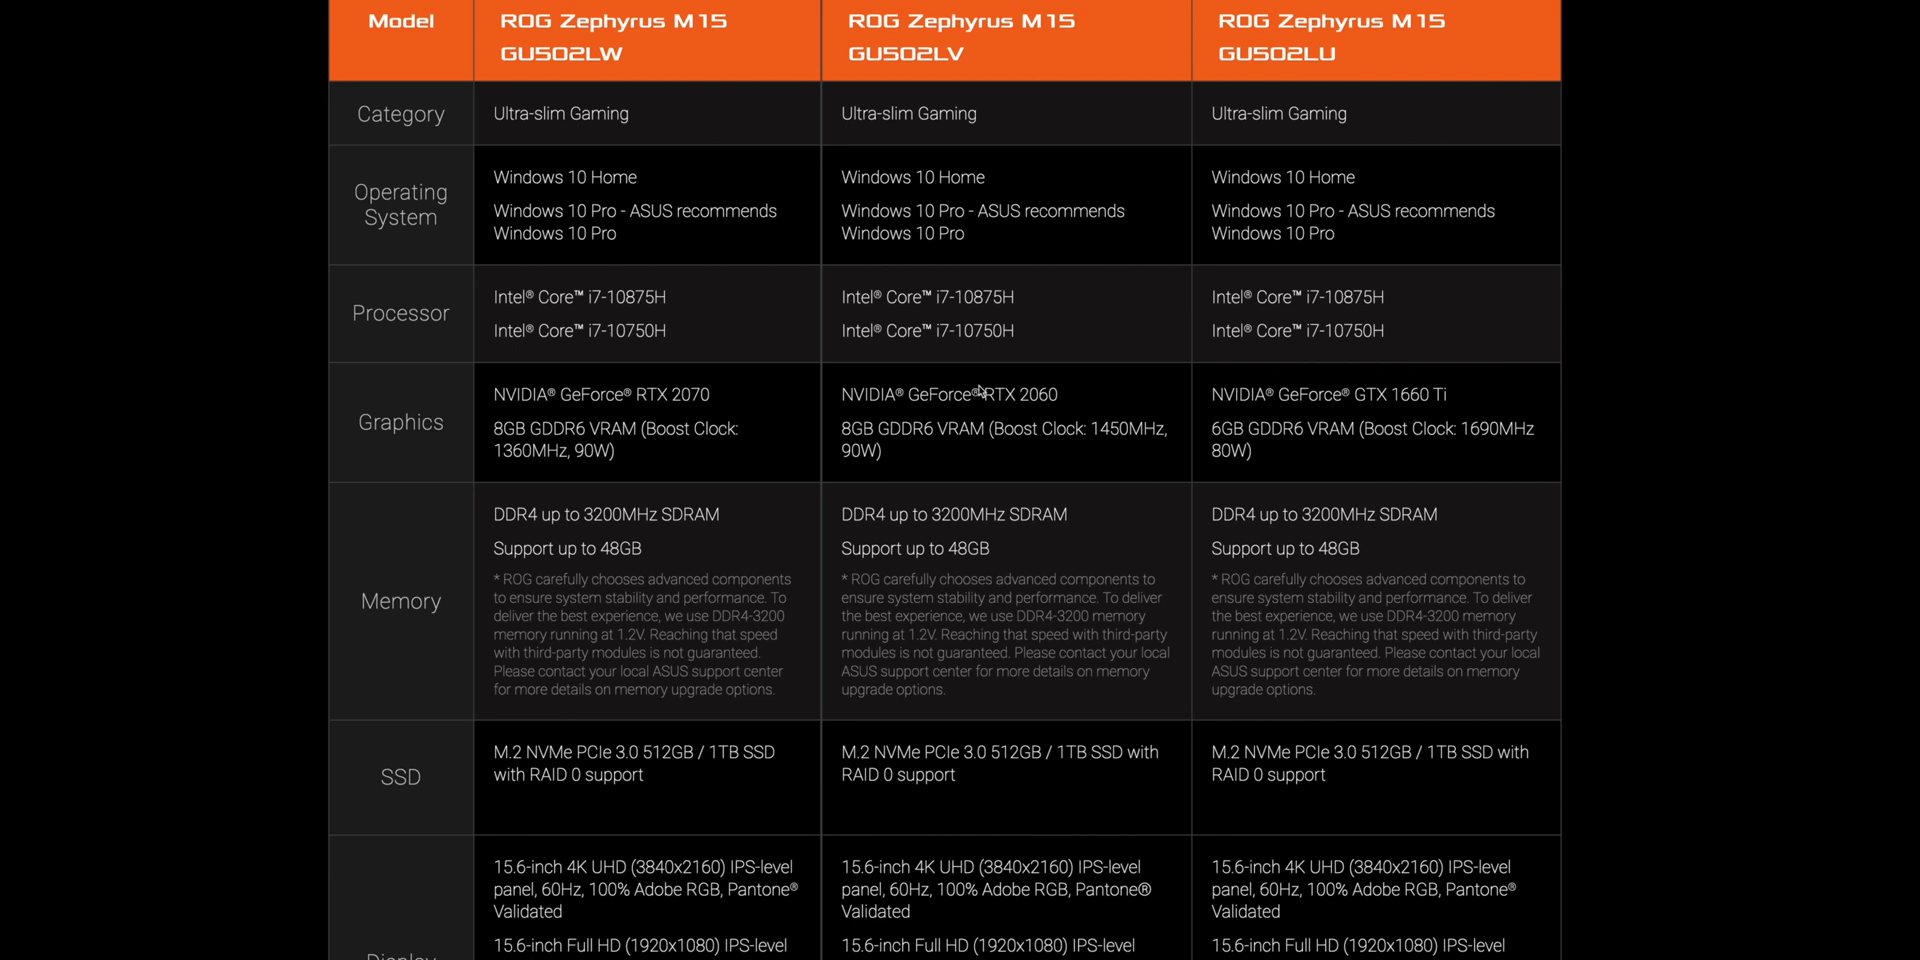 Model
ROG Zephyrus M15
GU502LW
ROG Zephyrus M15
GU502LV
ROG Zephyrus M15
GU502LU
Category
Ultra-slim Gaming
Ultra-slim Gaming
Ultra-slim Gaming
Operating
System
Windows 10 Home
Windows 10 Pro - ASUS recommends
Windows 10 Pro
Windows 10 Home
Windows 10 Pro - ASUS recommends
Windows 10 Pro
Windows 10 Home
Windows 10 Pro - ASUS recommends
Windows 10 Pro
Processor
Intel® Core™ i7-10875H
Intel® Core™ i7-10750H
Intel® Core™ i7-10875H
Intel® Core™ i7-10750H
Intel® Core™ i7-10875H
Intel® Core™ i7-10750H
Graphics
NVIDIA® GeForce® RTX 2070
8GB GDDR6 VRAM (Boost Clock:
1360MHz, 90W)
NVIDIA® GeForce® RTX 2060
8GB GDDR6 VRAM (Boost Clock: 1450MHz,
90W)
NVIDIA® GeForce® GTX 1660 Ti
6GB GDDR6 VRAM (Boost Clock: 1690MHz
80W)
Memory
DDR4 up to 3200MHz SDRAM
Support up to 48GB
* ROG carefully chooses advanced components
to ensure system stability and performance. To
deliver the best experience, we use DDR4-3200
memory running at 1.2V. Reaching that speed
with third-party modules is not guaranteed.
Please contact your local ASUS support center
for more details on memory upgrade options.
DDR4 up to 3200MHz SDRAM
Support up to 48GB
* ROG carefully chooses advanced components to
ensure system stability and performance. To deliver
the best experience, we use DDR4-3200 memory
running at 1.2V. Reaching that speed with third-party
modules is not guaranteed. Please contact your local
ASUS support center for more details on memory
upgrade options.
DDR4 up to 3200MHz SDRAM
Support up to 48GB
* ROG carefully chooses advanced components to
ensure system stability and performance. To deliver
the best experience, we use DDR4-3200 memory
running at 1.2V. Reaching that speed with third-party
modules is not guaranteed. Please contact your local
ASUS support center for more details on memory
upgrade options.
SSD
M.2 NVMe PCIe 3.0 512GB / 1TB SSD
with RAID 0 support
M.2 NVMe PCIe 3.0 512GB / 1TB SSD with
RAID 0 support
M.2 NVMe PCIe 3.0 512GB / 1TB SSD with
RAID 0 support
Display
15.6-inch 4K UHD (3840x2160) IPS-level
panel, 60Hz, 100% Adobe RGB, Pantone®
Validated
15.6-inch Full HD (1920x1080) IPS-level
15.6-inch 4K UHD (3840x2160) IPS-level
panel, 60Hz, 100% Adobe RGB, Pantone®
Validated
15.6-inch Full HD (1920x1080) IPS-level
15.6-inch 4K UHD (3840x2160) IPS-level
panel, 60Hz, 100% Adobe RGB, Pantone®
Validated
15.6-inch Full HD (1920x1080) IPS-level